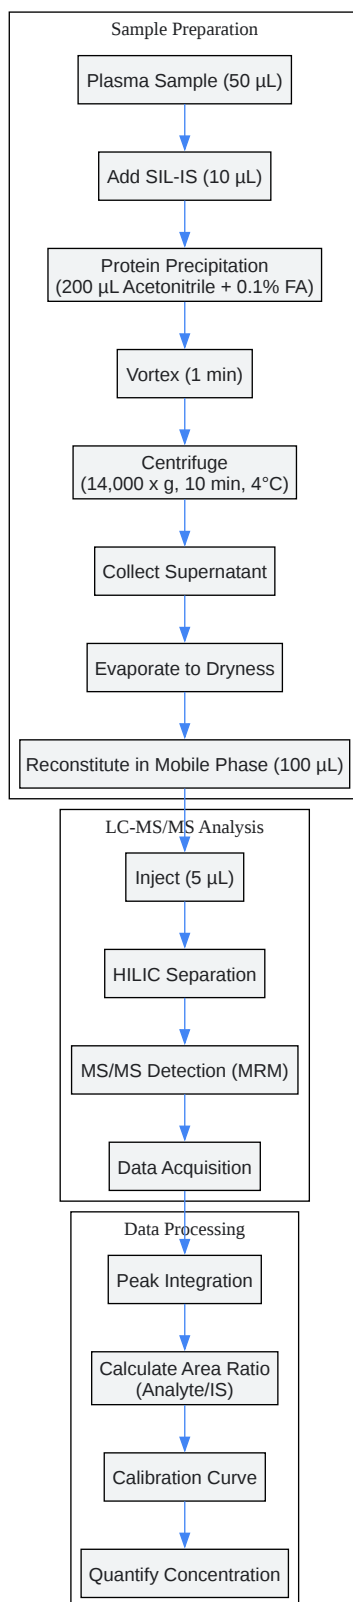 Sample Preparation
Plasma Sample (50 µL)
Add SIL-IS (10 µL)
Protein Precipitation
(200 µL Acetonitrile + 0.1% FA)
Vortex (1 min)
Centrifuge
(14,000 x g, 10 min, 4°C)
Collect Supernatant
Evaporate to Dryness
Reconstitute in Mobile Phase (100 µL)
LC-MS/MS Analysis
Inject (5 µL)
HILIC Separation
MS/MS Detection (MRM)
Data Acquisition
Data Processing
Peak Integration
Calculate Area Ratio
(Analyte/IS)
Calibration Curve
Quantify Concentration